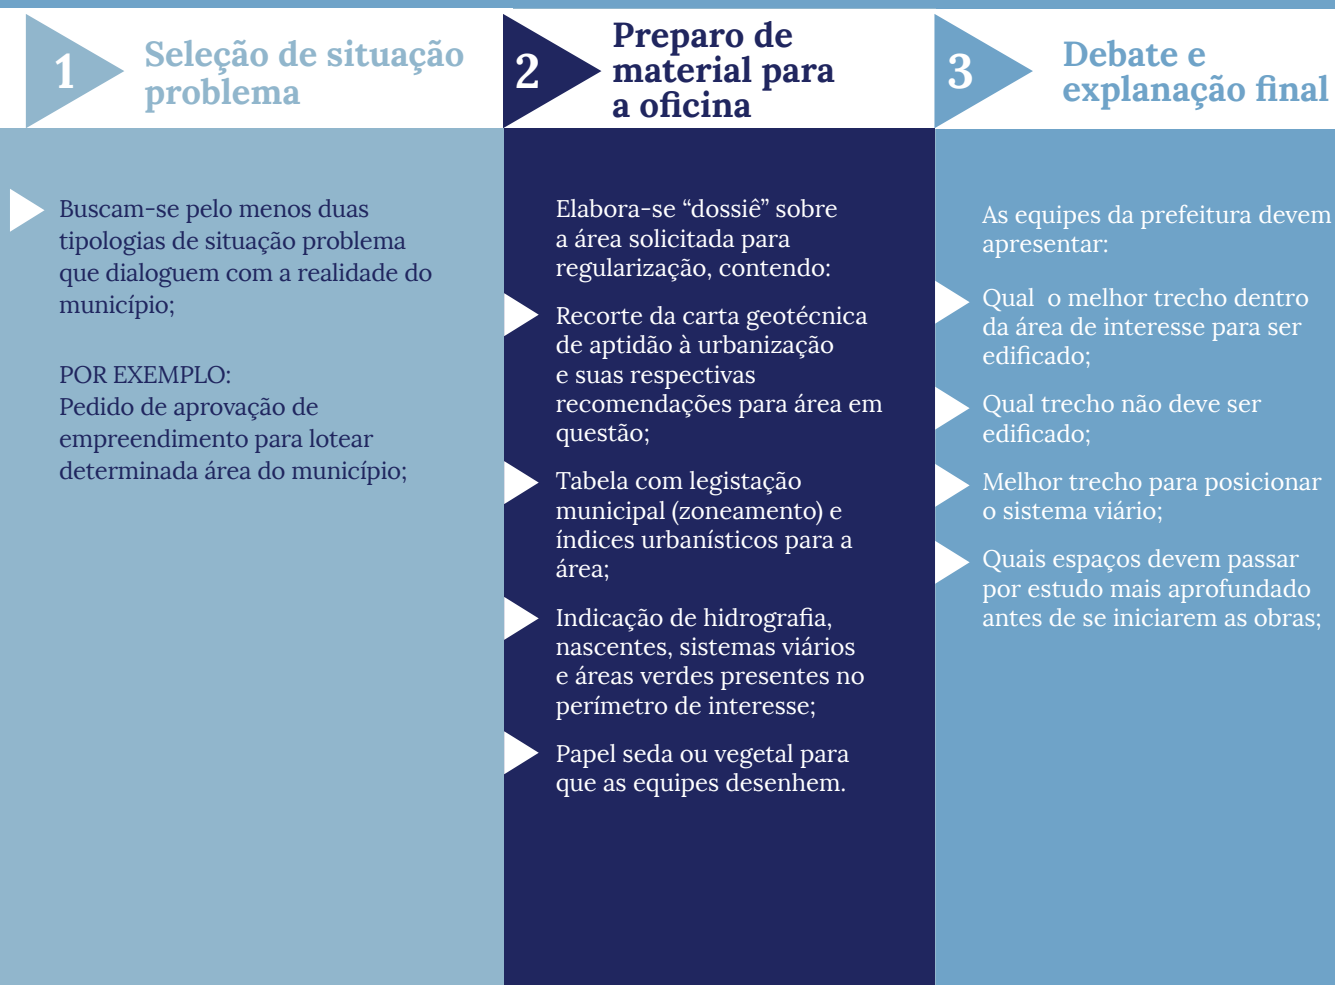 1
Seleção de situação
problema
Buscam-se pelo menos duas
tipologias de situação problema
que dialoguem com a realidade do
município;
POR EXEMPLO:
Pedido de aprovação de
empreendimento para lotear
determinada área do município;
2
Preparo de
material para
a oficina
Elabora-se “dossiê” sobre
a área solicitada para
regularização, contendo:
Recorte da carta geotécnica
de aptidão à urbanização
e suas respectivas
recomendações para área em
questão;
Tabela com legistação
municipal (zoneamento) e
índices urbanísticos para a
área;
Indicação de hidrografia,
nascentes, sistemas viários
e áreas verdes presentes no
perímetro de interesse;
Papel seda ou vegetal para
que as equipes desenhem.
3
Debate e
explanação final
As equipes da prefeitura devem
apresentar:
Qual  o melhor trecho dentro
da área de interesse para ser
edificado;
Qual trecho não deve ser
edificado;
Melhor trecho para posicionar
o sistema viário;
Quais espaços devem passar
por estudo mais aprofundado
antes de se iniciarem as obras;